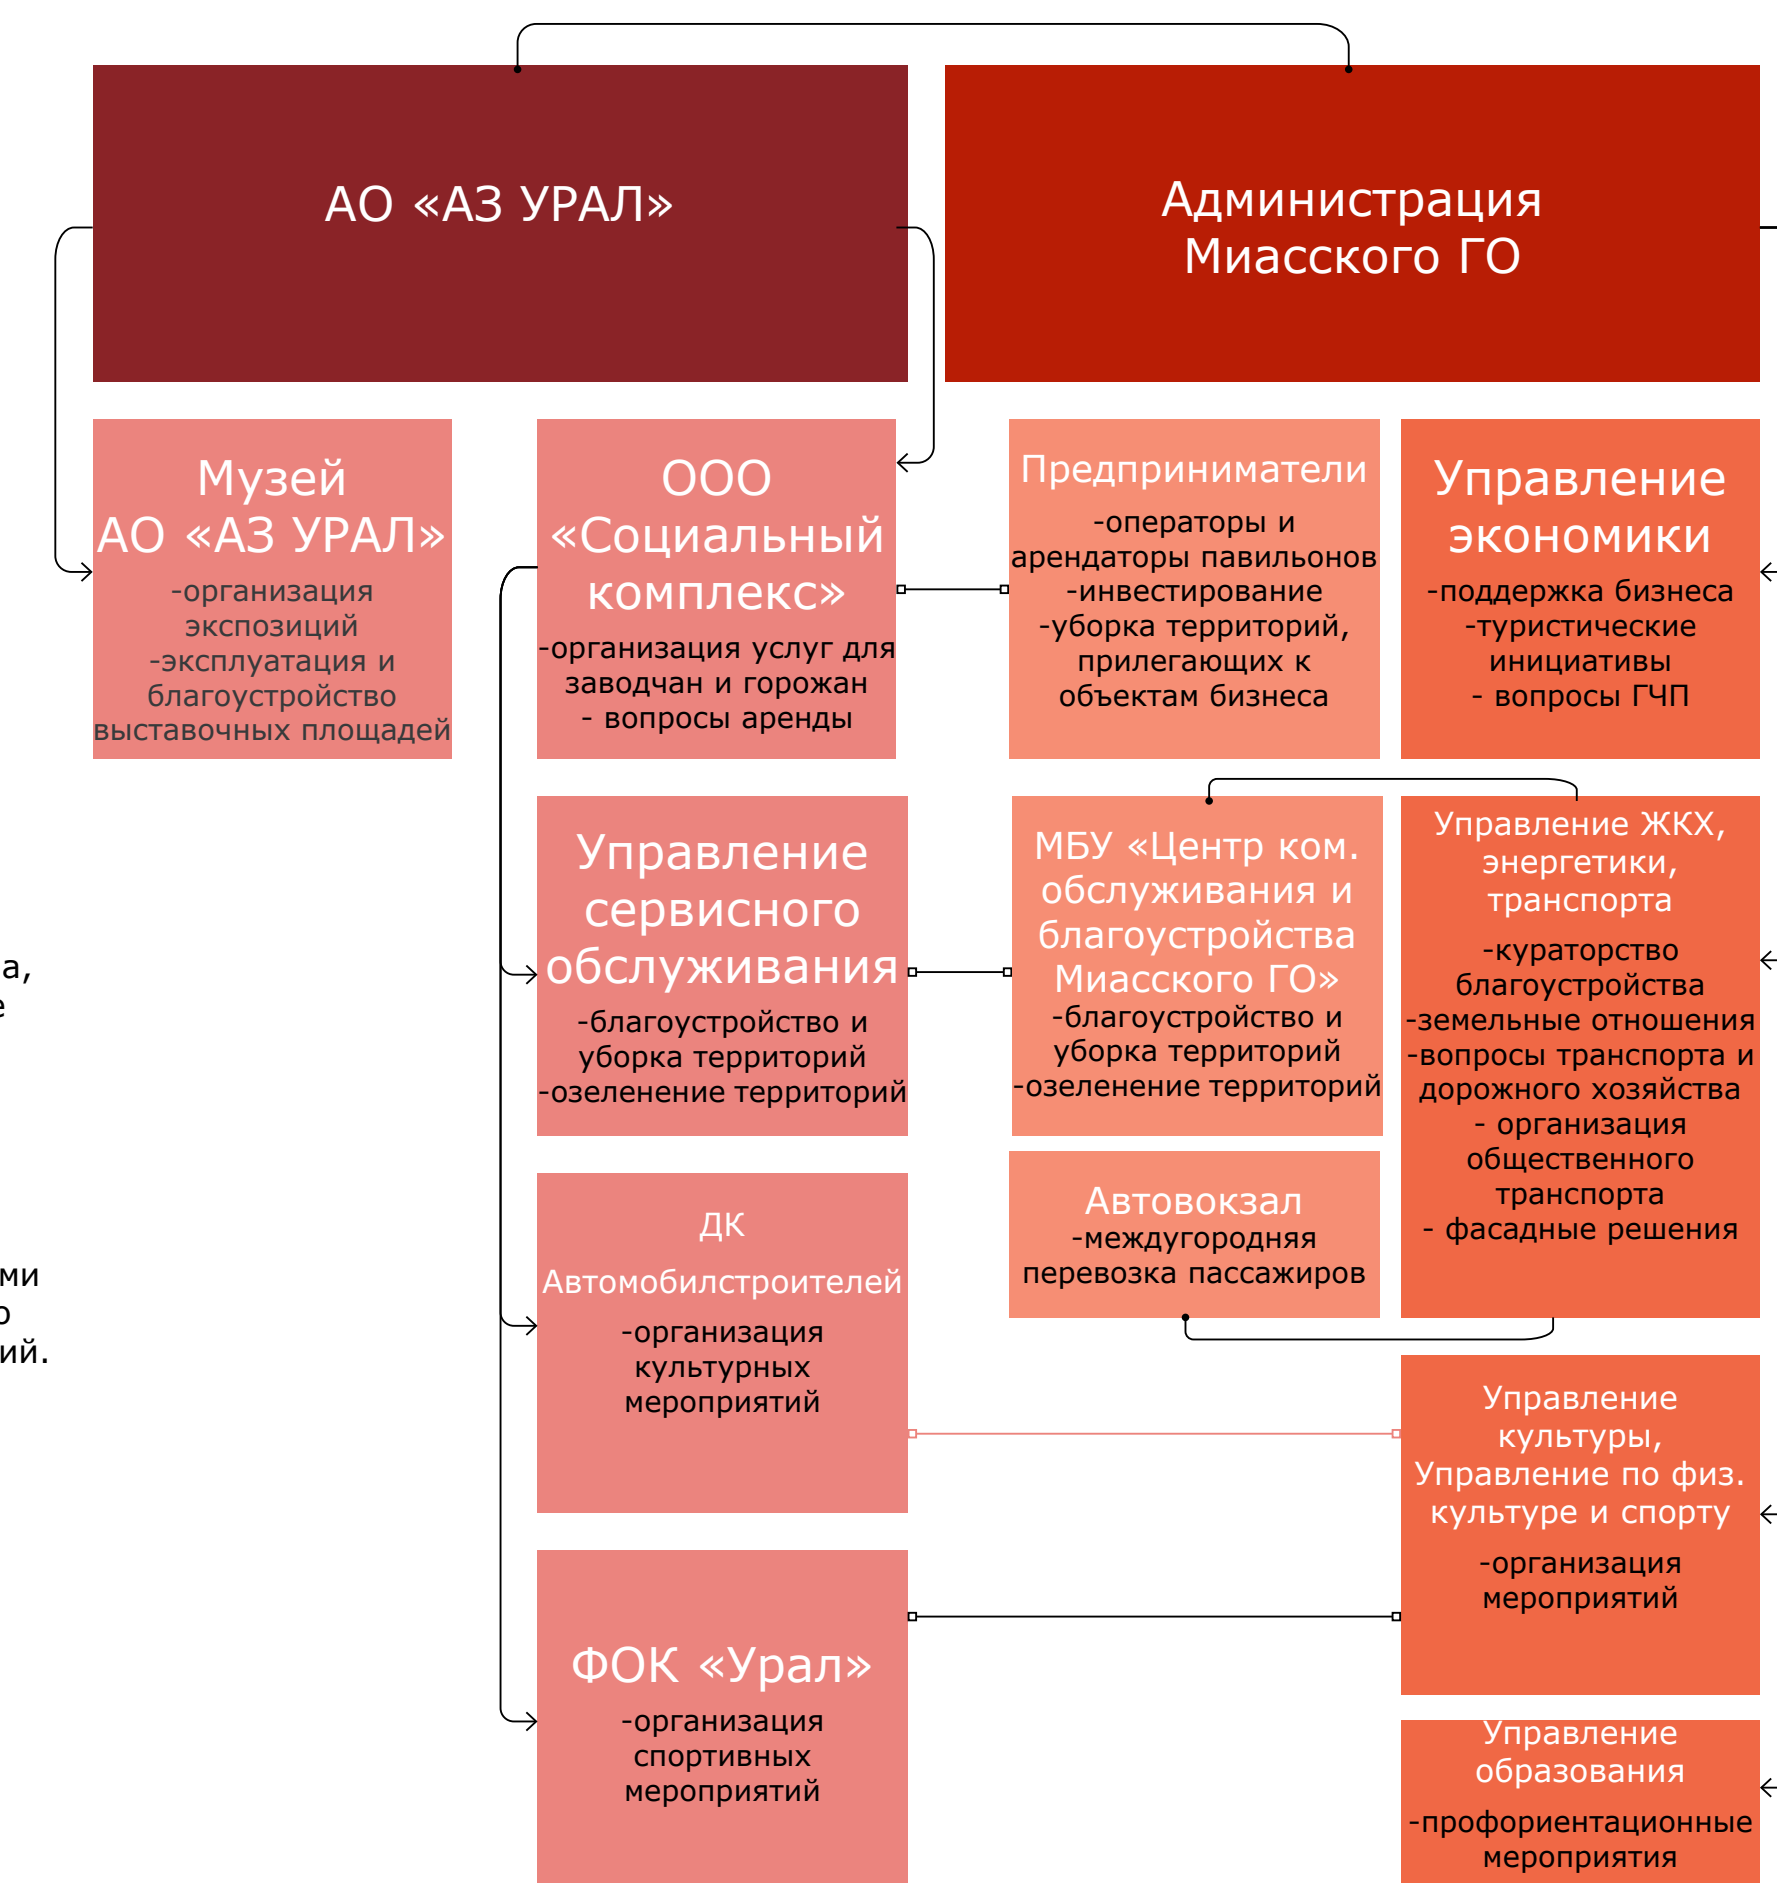 АО «АЗ УРАЛ»
Администрация
Миасского ГО
Музей
АО «АЗ УРАЛ»
-организация
экспозиций
-эксплуатация и
благоустройство
выставочных площадей
ООО
«Социальный
комплекс»
-организация услуг для
заводчан и горожан
- вопросы аренды
Предприниматели
-операторы и
арендаторы павильонов
-инвестирование
-уборка территорий,
прилегающих к
объектам бизнеса
Управление
экономики
-поддержка бизнеса
-туристические
инициативы
- вопросы ГЧП
Управление
сервисного
обслуживания
-благоустройство и
уборка территорий
-озеленение территорий
МБУ «Центр ком.
обслуживания и
благоустройства
Миасского ГО»
-благоустройство и
уборка территорий
-озеленение территорий
Управление ЖКХ,
энергетики,
транспорта
-кураторство
благоустройства
-земельные отношения
-вопросы транспорта и
дорожного хозяйства
- организация
общественного
транспорта
- фасадные решения
а,
е
ДК
Автомобилстроителей
-организация
культурных
мероприятий
Автовокзал
-междугородняя
перевозка пассажиров
ми
о
ий.
Управление
культуры,
Управление по физ.
культуре и спорту
-организация
мероприятий
ФОК «Урал»
-организация
спортивных
мероприятий
Управление
образования
-профориентационные
мероприятия